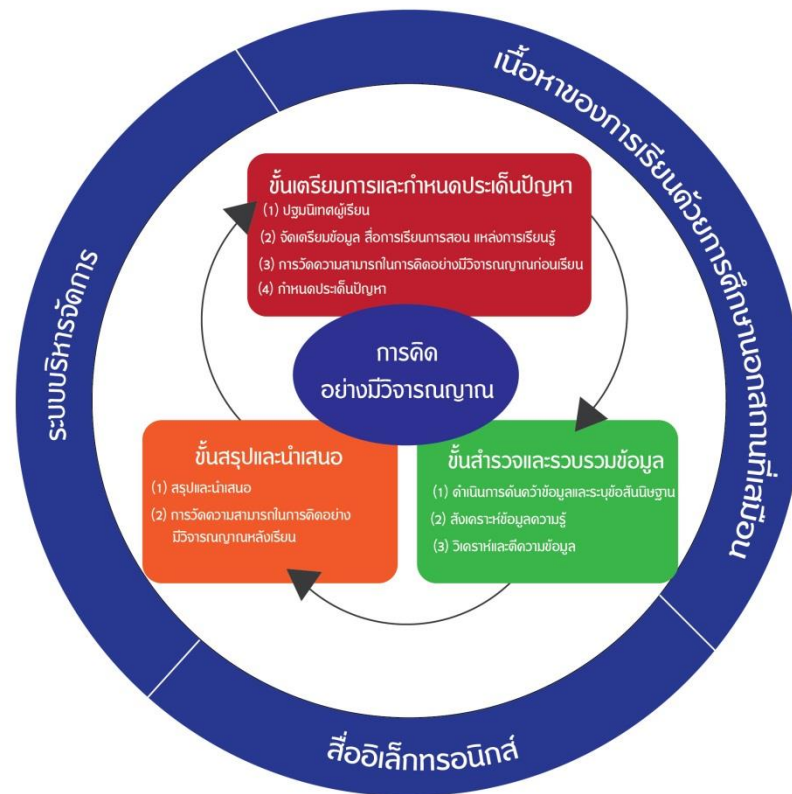 เนื้อหาของการเรียนด้วยการศึกษานอกสถานที่เสมือน
ระบบบริหารจัดการ
ขั้นเตรียมการและกำหนดประเด็นปัญหา
(1) ปฐมนิเทศผู้เรียน
(2) จัดเตรียมข้อมูล สื่อการเรียนการสอน แหล่งการเรียนรู้
(3) การวัดความสามารถในการคิดอย่างมีวิจารณญาณก่อนเรียน
(4) กำหนดประเด็นปัญหา
การคิด
อย่างมีวิจารณญาณ
ขั้นสำรวจและรวบรวมข้อมูล
(1) ดำเนินการค้นคว้าข้อมูลและระบุข้อสันนิษฐาน
(2) สังเคราะห์ข้อมูลความรู้
(3) วิเคราห์และตีความข้อมูล
ขั้นสรุปและนำเสนอ
(1) สรุปและนำเสนอ
(2) การวัดความสามารถในการคิดอย่าง
มีวิจารณญาณหลังเรียน
สื่ออิเล็กทรอนิกส์